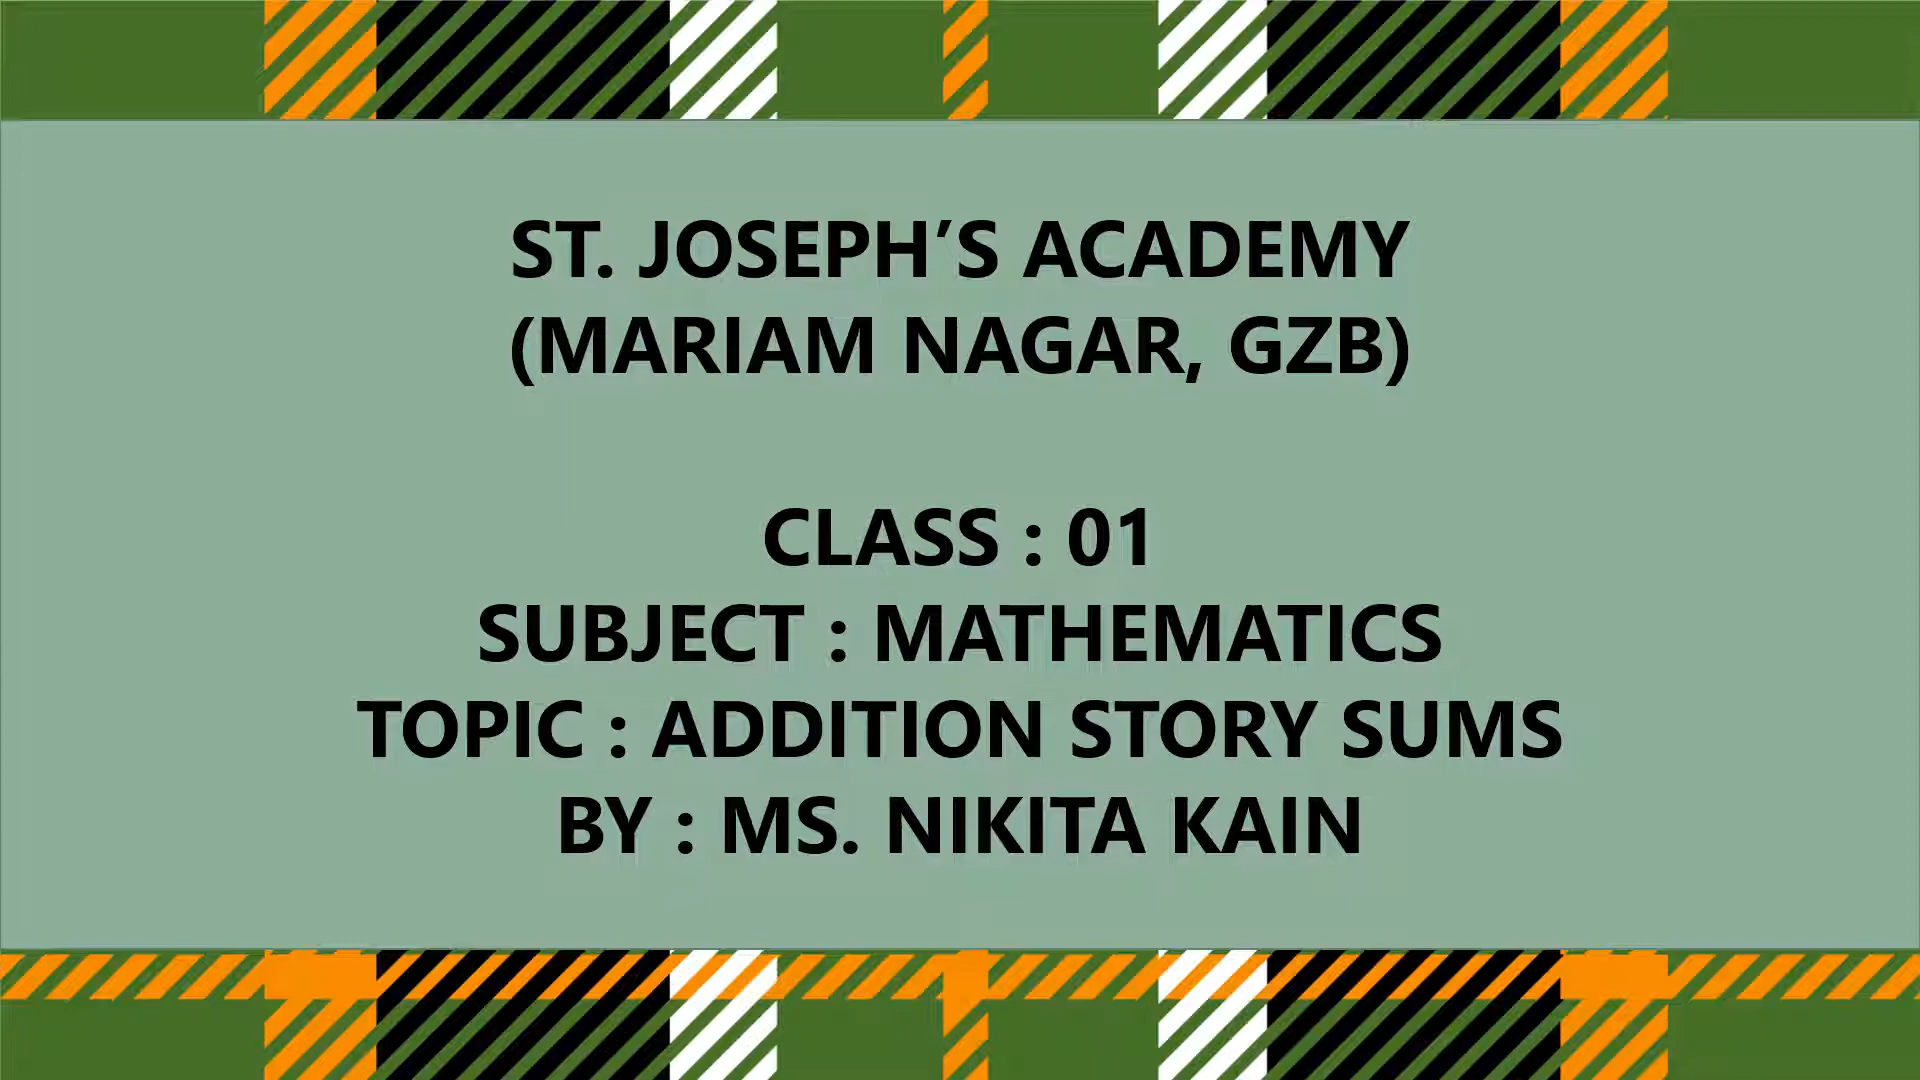 ST. JOSEPH’S ACADEMY
(MARIAM NAGAR, GZB)
CLASS : 01
SUBJECT : MATHEMATICS
TOPIC : ADDITION STORY SUMS
BY : MS. NIKITA KAIN